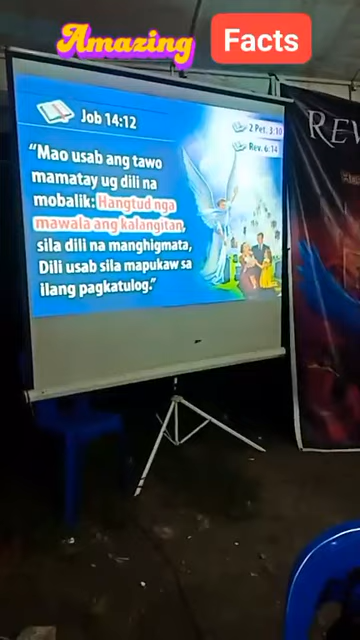 Amazing Facts
Job 14:12
2 Pet. 3:10
Rev. 6:14
"Mao usab ang tawo
mamatay ug dili na
mobalik: Hangtud nga
mawala ang kalangitan,
sila dili na manghigmata,
Dili usab sila mapukaw sa
ilang pagkatulog."